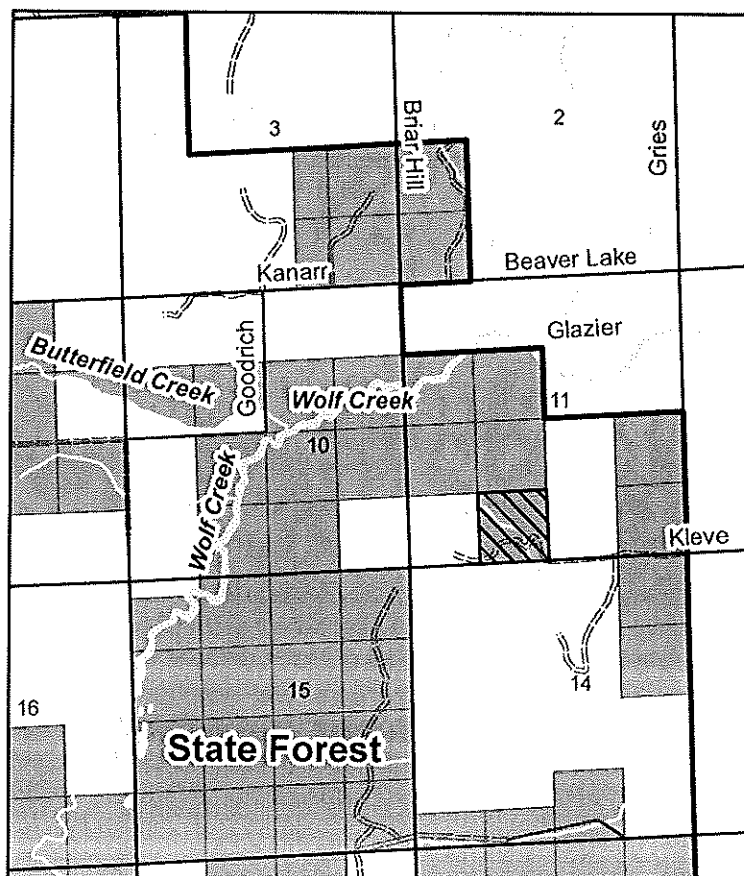 3
2
Briar Hill
Gries
Kanarr
Beaver Lake
Butterfield Creek
Goodrich
Glazier
Wolf Creek
11
10
Wolf Creek
Kleve
14
15
16
State Forest